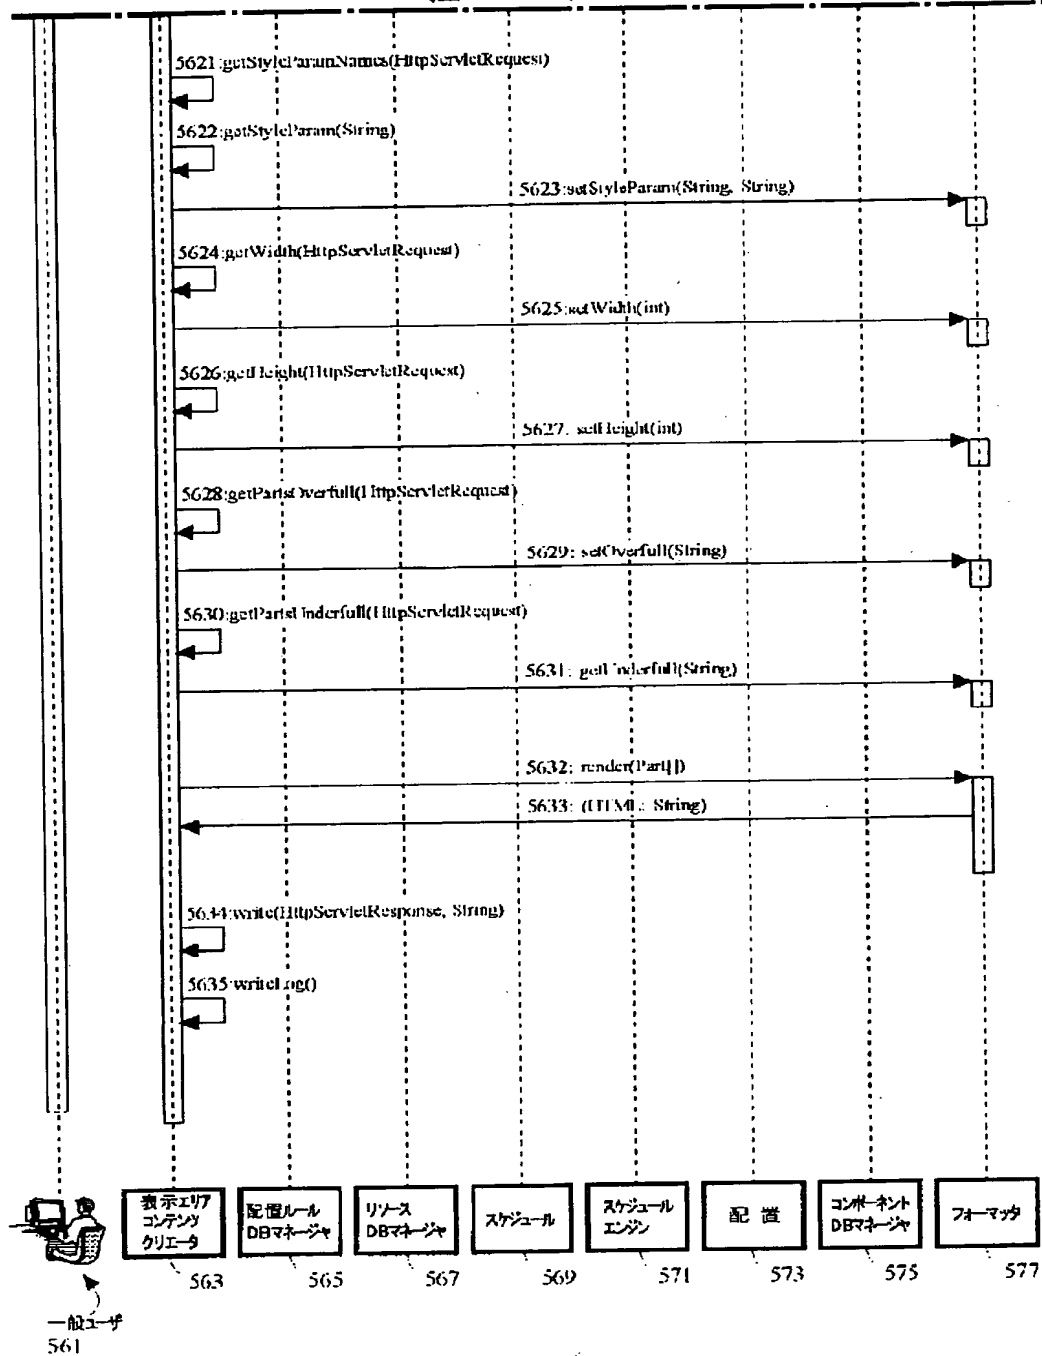 5621:getStyleParamNames(HttpServletRequest)
5622:getStyleParam(String)
5623:setStyleParam(String, String)
5624:getWidth(HttpServletRequest)
5625:setWidth(int)
5626:getHeight(HttpServletRequest)
5627: setHeight(int)
5628:getPartsOverfull(HttpServletRequest)
5629: setOverfull(String)
5630:getPartsUnderfull(HttpServletRequest)
5631: getUnderfull(String)
5632: render(Part[])
5633: (HTML: String)
5634:write(HttpServletResponse, String)
5635:writeLog()
表示エリア
コンテンツ
クリエータ
配置ルール
DBマネージャ
リソース
DBマネージャ
スケジュール
スケジュール
エンジン
配 置
コンポーネント
DBマネージャ
フォーマッタ
563
565
567
569
571
573
575
577
一般ユーザ
561